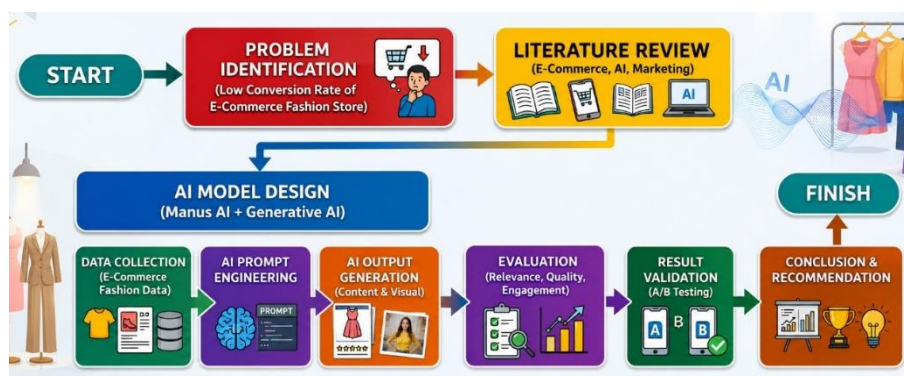 START
PROBLEM
IDENTIFICATION
(Low Conversion Rate of
E-Commerce Fashion Store)
LITERATURE REVIEW
(E-Commerce, AI, Marketing)
AI
AI
AI MODEL DESIGN
(Manus AI + Generative AI)
FINISH
DATA COLLECTION
(E-Commerce
Fashion Data)
AI PROMPT
ENGINEERING
PROMPT
AI OUTPUT
GENERATION
(Content & Visual)
EVALUATION
(Relevance, Quality,
Engagement)
RESULT
VALIDATION
(A/B Testing)
A B B
CONCLUSION &
RECOMMENDATION